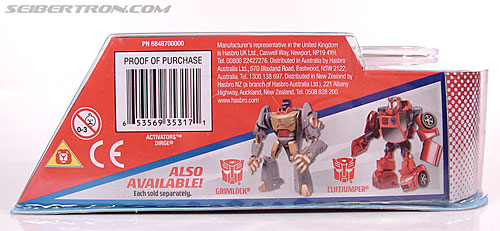 SEIBERTRON.COM
PN 6848700000
PROOF OF PURCHASE
6 53569 35317 1
ACTIVATORS™
DIRGE®
0-3
CE
Manufacturer's representative in the United Kingdom
is Hasbro UK Ltd., Caswell Way, Newport, NP19 4YH.
Tel. 00800 22427276. Distributed in Australia by Hasbro
Australia Ltd., 570 Blaxland Road, Eastwood, NSW 2122,
Australia. Tel. 1300 138 697. Distributed in New Zealand by
Hasbro NZ (a branch of Hasbro Australia Ltd.), 221 Albany
Highway, Auckland, New Zealand. Tel. 0508 828 200.
www.hasbro.com
ALSO
AVAILABLE!
Each sold separately.
GRIMLOCK®
CLIFFJUMPER®